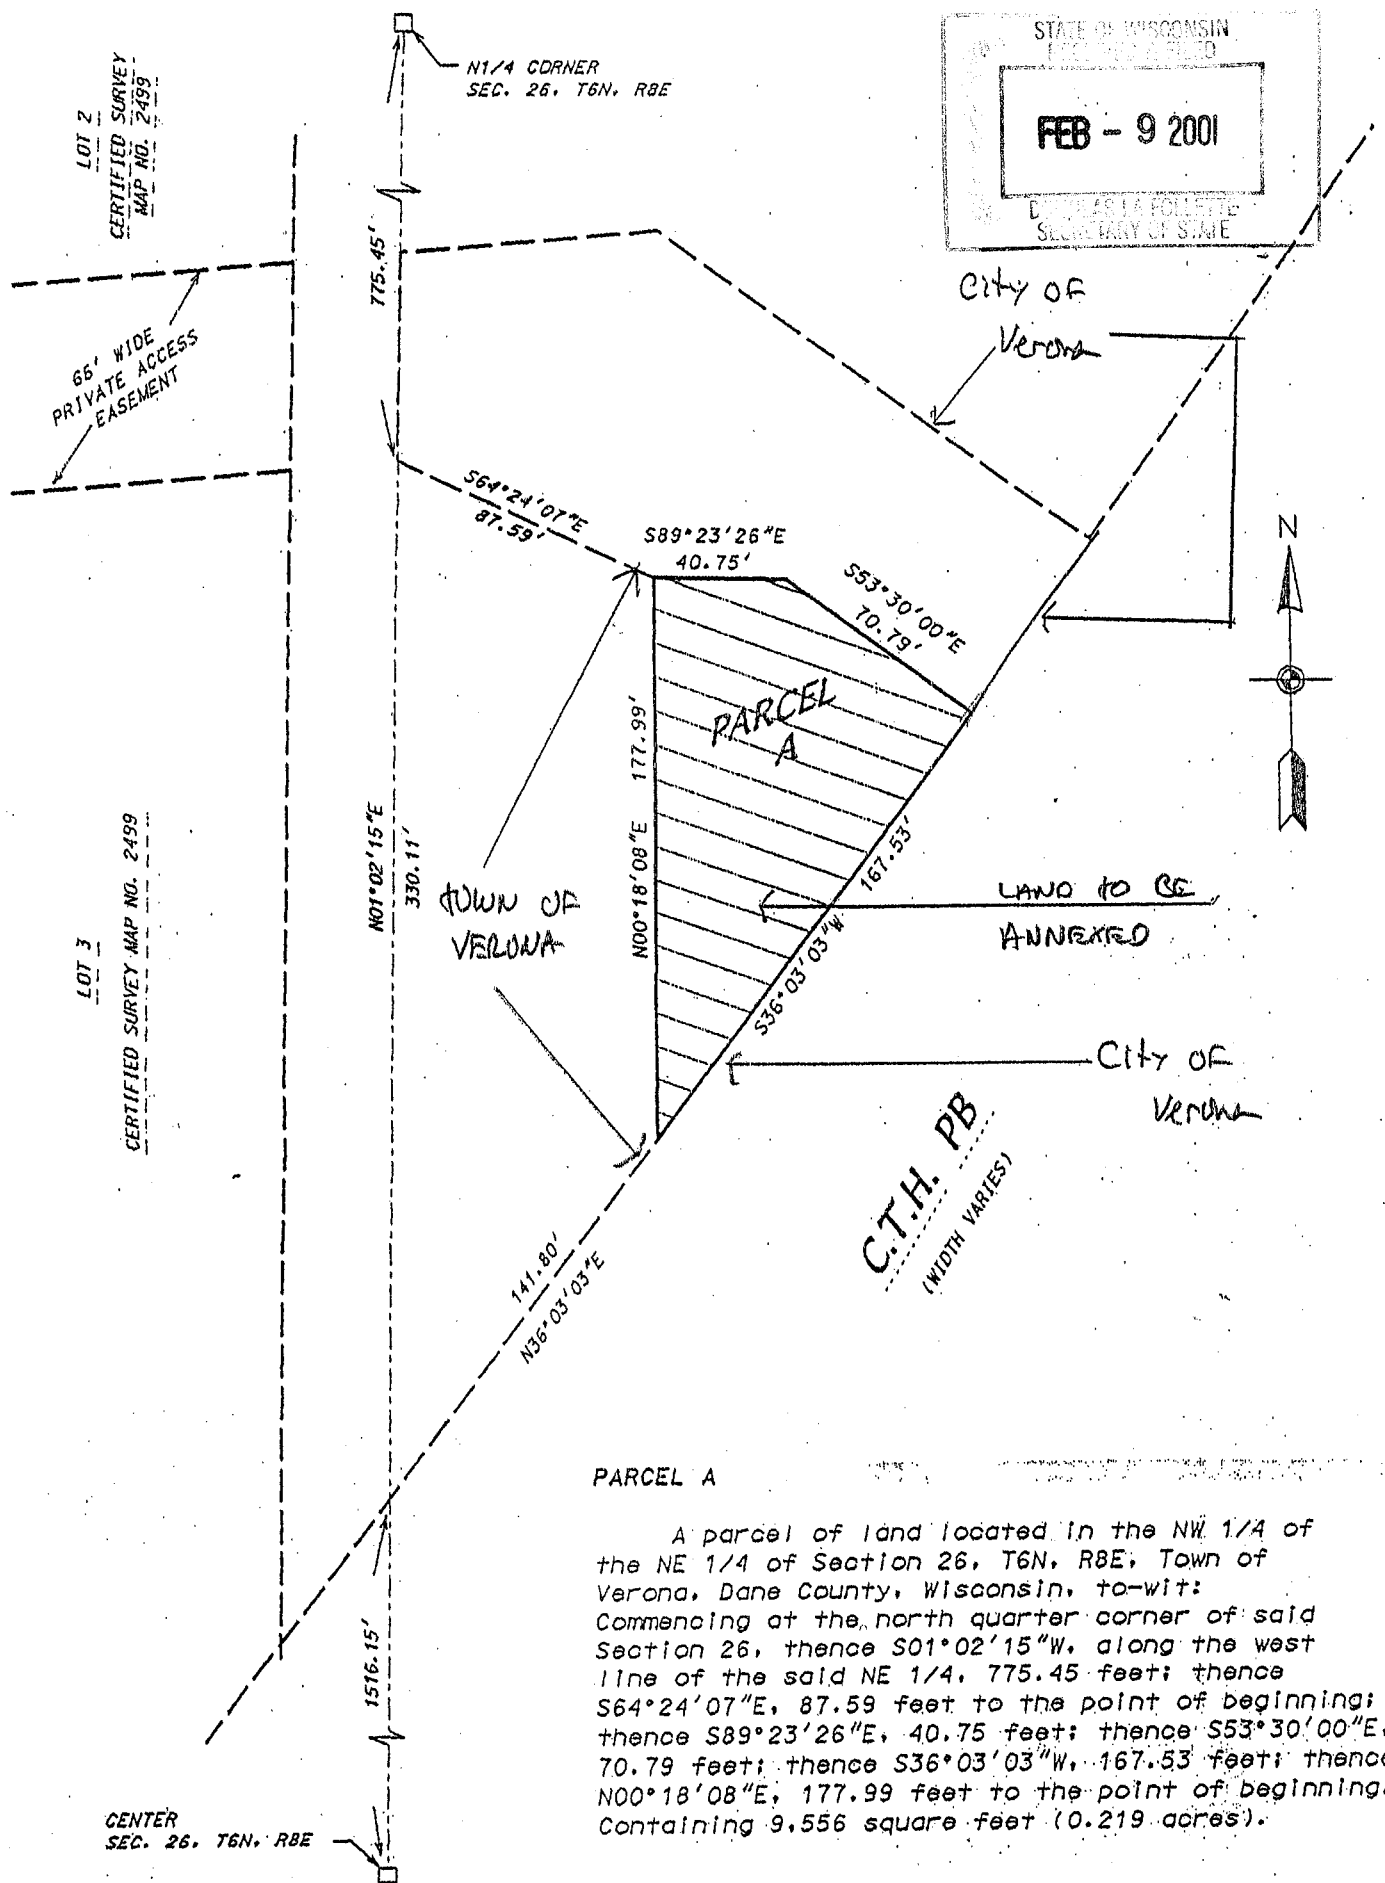 N1/4 CORNER
SEC. 26, T6N, R8E
STATE OF WISCONSIN
FEB - 9 2001
DOUGLAS LA FOLLETTE
SECRETARY OF STATE
LOT 2
CERTIFIED SURVEY
MAP NO. 2499
775.45'
66' WIDE
PRIVATE ACCESS
EASEMENT
City OF
Verona
S64°24'07"E
87.59'
S89°23'26"E
40.75'
S53°30'00"E
70.79'
N
PARCEL
A
N00°18'08"E 177.99'
N01°02'15"E
330.11'
167.53'
S36°03'03"W
TOWN OF
VERONA
LAND TO BE
ANNEXED
LOT 3
CERTIFIED SURVEY MAP NO. 2499
City OF
Verona
C.T.H. PB
(WIDTH VARIES)
141.80'
N36°03'03"E
1516.15'
CENTER
SEC. 26, T6N, R8E
PARCEL A
A parcel of land located in the NW 1/4 of
the NE 1/4 of Section 26, T6N, R8E, Town of
Verona, Dane County, Wisconsin, to-wit:
Commencing at the north quarter corner of said
Section 26, thence S01°02'15"W, along the west
line of the said NE 1/4, 775.45 feet; thence
S64°24'07"E, 87.59 feet to the point of beginning;
thence S89°23'26"E, 40.75 feet; thence S53°30'00"E,
70.79 feet; thence S36°03'03"W, 167.53 feet; thence
N00°18'08"E, 177.99 feet to the point of beginning.
Containing 9,556 square feet (0.219 acres).